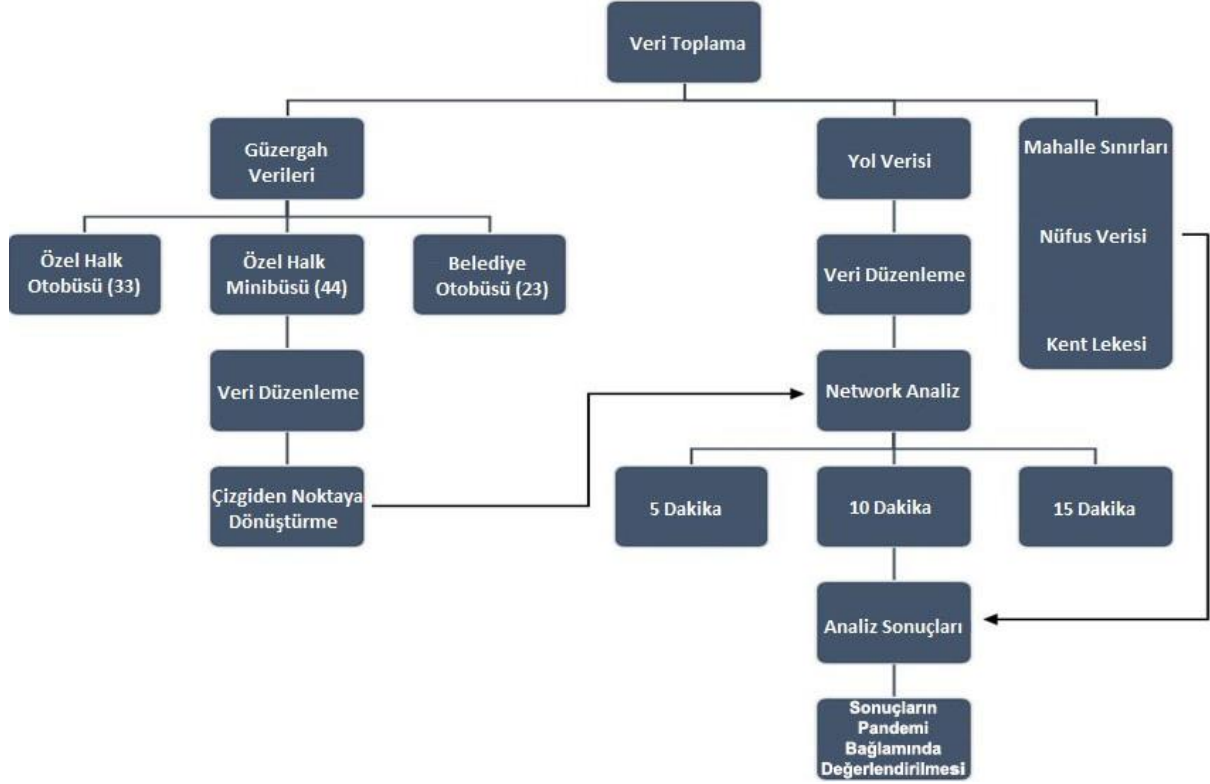 Veri Toplama
Güzergah
Verileri
Yol Verisi
Mahalle Sınırları
Nüfus Verisi
Kent Lekesi
Özel Halk
Otobüsü (33)
Özel Halk
Minibüsü (44)
Belediye
Otobüsü (23)
Veri Düzenleme
Veri Düzenleme
Network Analiz
Çizgiden Noktaya
Dönüştürme
5 Dakika
10 Dakika
15 Dakika
Analiz Sonuçları
Sonuçların
Pandemi
Bağlamında
Değerlendirilmesi